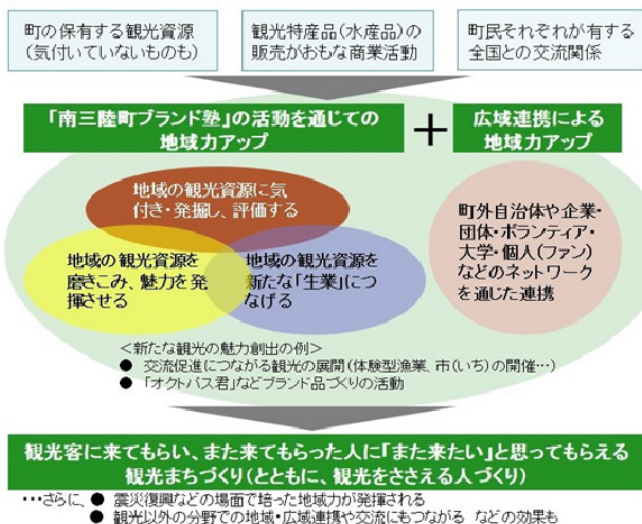 町の保有する観光資源
(気付いていないものも)
観光特産品(水産品)の
販売がおもな商業活動
町民それぞれが有する
全国との交流関係
「南三陸町ブランド塾」の活動を通じての
地域力アップ
+
広域連携による
地域力アップ
地域の観光資源に気
付き・発掘し、評価する
地域の観光資源を
磨きこみ、魅力を発
揮させる
地域の観光資源を
新たな「生業」につ
なげる
町外自治体や企業・
団体・ボランティア・
大学・個人(ファン)
などのネットワーク
を通じた連携
<新たな観光の魅力創出の例>
● 交流促進につながる観光の展開(体験型漁業、市(いち)の開催…)
● 「オクトパス君」などブランド品づくりの活動
観光客に来てもらい、また来てもらった人に「また来たい」と思ってもらえる
観光まちづくり(とともに、観光をささえる人づくり)
…さらに、● 震災復興などの場面で培った地域力が発揮される
● 観光以外の分野での地域・広域連携や交流にもつながる などの効果も